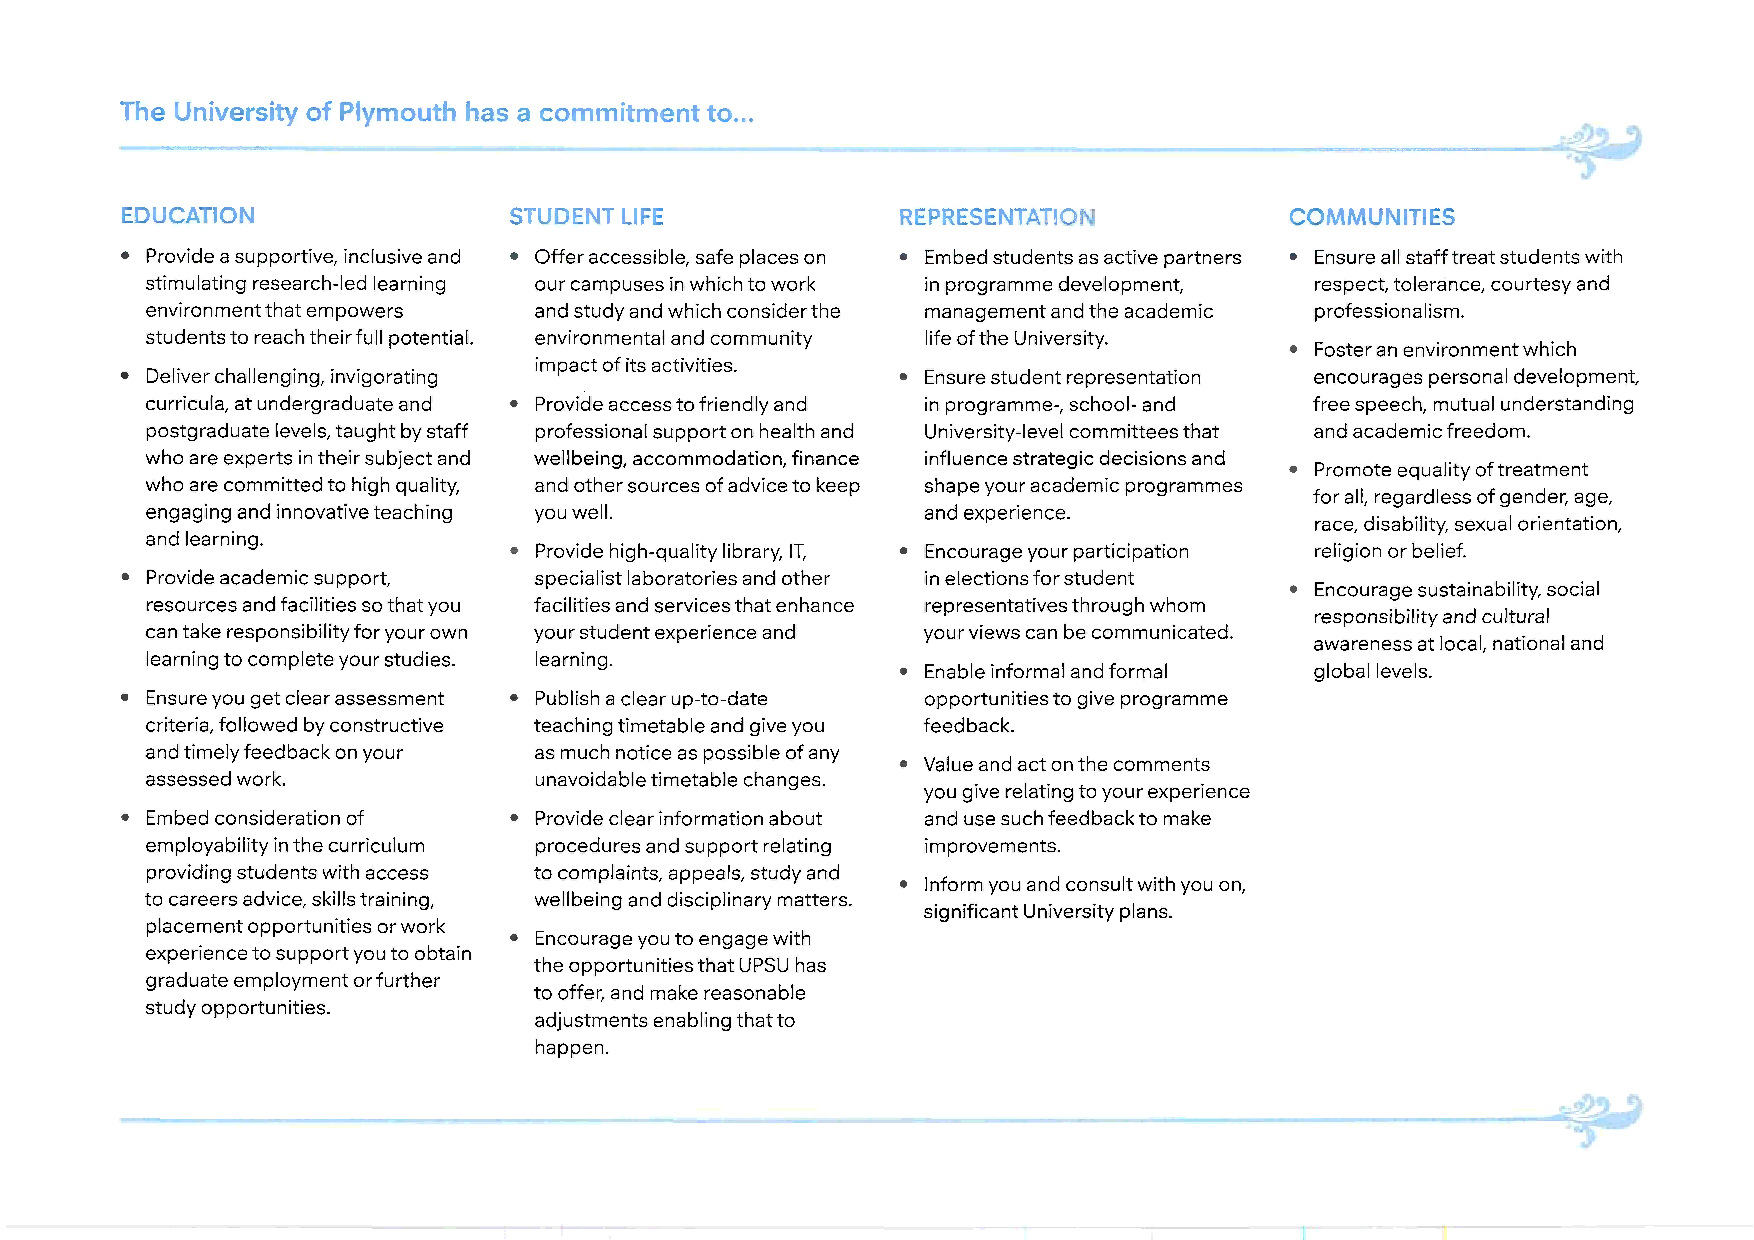 The University of Plymouth has a commitment to...
EDUCATION
• Provide a supportive, inclusive and
stimulating research-led learning
environment that empowers
students to reach their full potential.
• Deliver challenging, invigorating
curricula, at undergraduate and
postgraduate levels, taught by staff
who are experts in their subject and
who are committed to high quality,
engaging and innovative teaching
and learning.
• Provide academic support,
resources and facilities so that you
can take responsibility for your own
learning to complete your studies.
• Ensure you get clear assessment
criteria, followed by constructive
and timely feedback on your
assessed work.
• Embed consideration of
employability in the curriculum
providing students with access
to careers advice, skills training,
placement opportunities or work
experience to support you to obtain
graduate employment or further
study opportunities.
STUDENT LIFE
• Offer accessible, safe places on
our campuses in which to work
and study and which consider the
environmental and community
impact of its activities.
• Provide access to friendly and
professional support on health and
wellbeing, accommodation, finance
and other sources of advice to keep
you well.
• Provide high-quality library, IT,
specialist laboratories and other
facilities and services that enhance
your student experience and
learning.
• Publish a clear up-to-date
teaching timetable and give you
as much notice as possible of any
unavoidable timetable changes.
• Provide clear information about
procedures and support relating
to complaints, appeals, study and
wellbeing and disciplinary matters.
• Encourage you to engage with
the opportunities that UPSU has
to offer, and make reasonable
adjustments enabling that to
happen.
REPRESENTATION
• Embed students as active partners
in programme development,
management and the academic
life of the University.
• Ensure student representation
in programme-, school- and
University-level committees that
influence strategic decisions and
shape your academic programmes
and experience.
• Encourage your participation
in elections for student
representatives through whom
your views can be communicated.
• Enable informal and formal
opportunities to give programme
feedback.
• Value and act on the comments
you give relating to your experience
and use such feedback to make
improvements.
• Inform you and consult with you on,
significant University plans.
COMMUNITIES
• Ensure all staff treat students with
respect, tolerance, courtesy and
professionalism.
• Foster an environment which
encourages personal development,
free speech, mutual understanding
and academic freedom.
• Promote equality of treatment
for all, regardless of gender, age,
race, disability, sexual orientation,
religion or belief.
• Encourage sustainability, social
responsibility and cultural
awareness at local, national and
global levels.